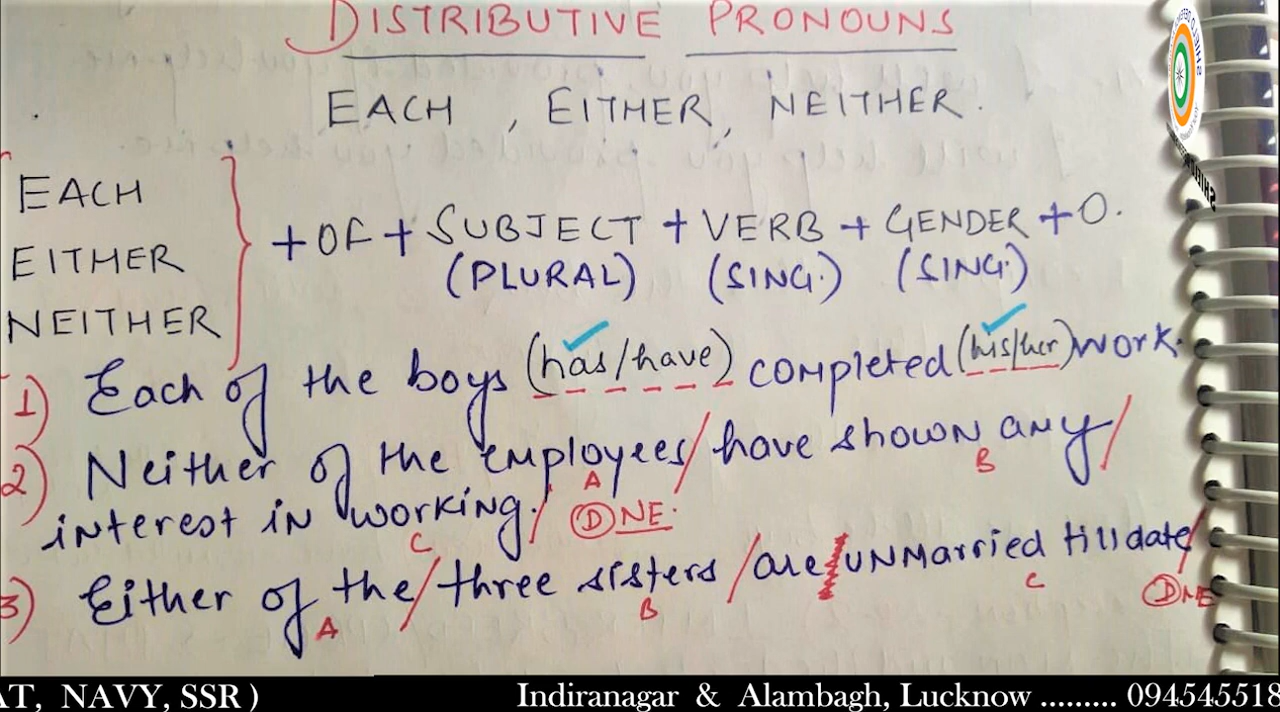 DISTRIBUTIVE PRONOUNS
EACH , EITHER, NEITHER.
EACH
EITHER
NEITHER
+ OF + SUBJECT + VERB + GENDER + O.
(PLURAL) (SING.) (SING.)
1) Each of the boys (has/have) completed (his/her) work.
2) Neither of the employees/ have shown any/
A B
interest in working./ D NE.
C
3) Either of the/ three sisters / are unmarried till date/
A B C D NE
AT, NAVY, SSR ) Indiranagar & Alambagh, Lucknow ......... 094545518